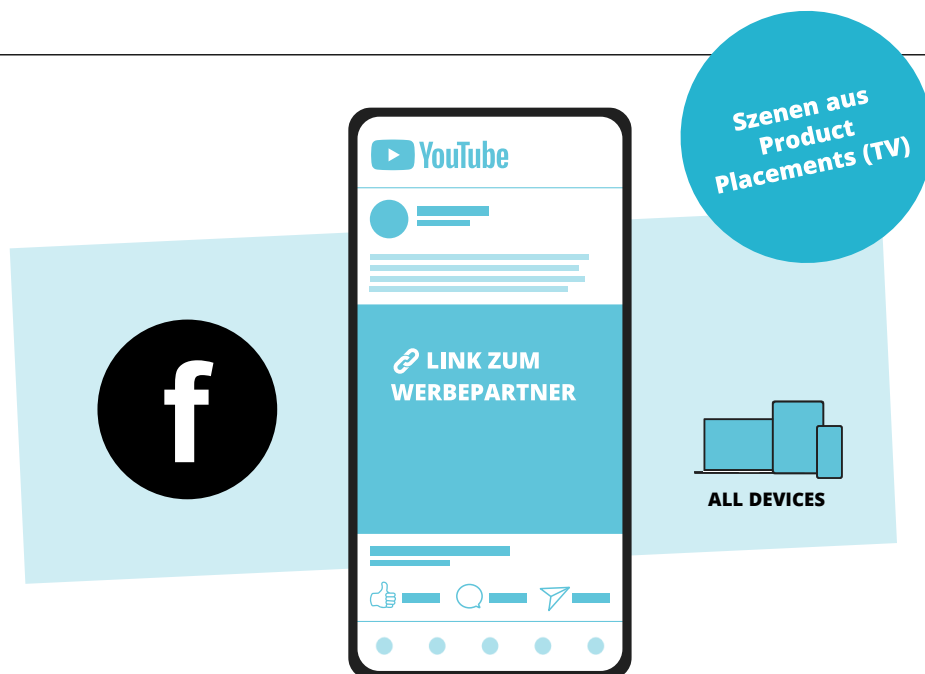 Szenen aus
Product
Placements (TV)
YouTube
LINK ZUM
WERBEPARTNER
f
ALL DEVICES